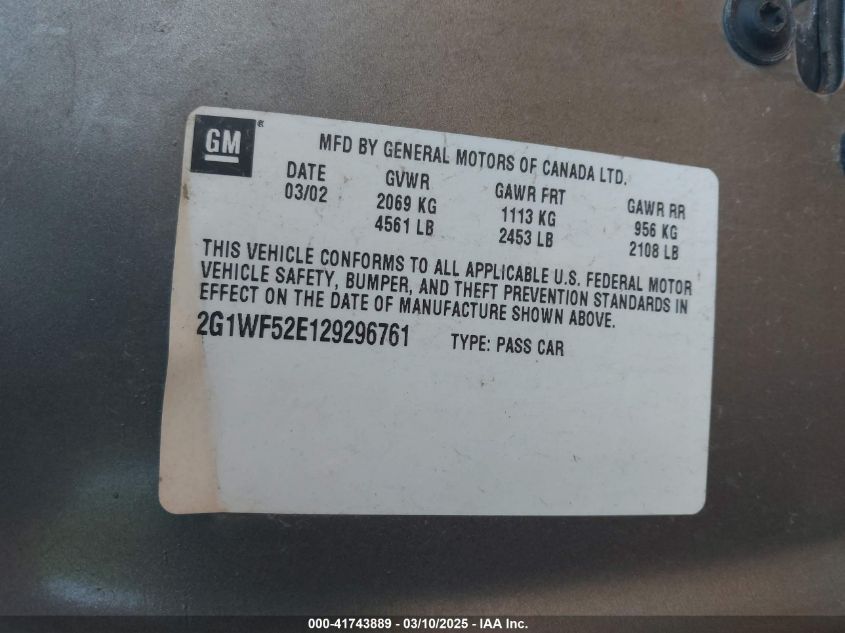 GM®
MFD BY GENERAL MOTORS OF CANADA LTD.
DATE GVWR GAWR FRT GAWR RR
03/02 2069 KG 1113 KG 956 KG
4561 LB 2453 LB 2108 LB
THIS VEHICLE CONFORMS TO ALL APPLICABLE U.S. FEDERAL MOTOR
VEHICLE SAFETY, BUMPER, AND THEFT PREVENTION STANDARDS IN
EFFECT ON THE DATE OF MANUFACTURE SHOWN ABOVE.
2G1WF52E129296761 TYPE: PASS CAR
000-41743889 - 03/10/2025 - IAA Inc.